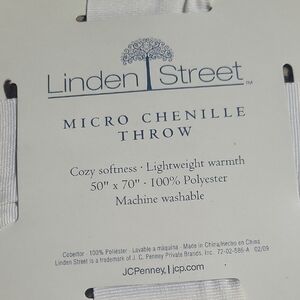 Linden Street™
MICRO CHENILLE
THROW
Cozy softness · Lightweight warmth
50" x 70" · 100% Polyester
Machine washable
Cobertor · 100% Poliester · Lavable a máquina · Made in China/Hecho en China
Linden Street is a trademark of J. C. Penney Private Brands, Inc. 72-02-586-A 02/09
JCPenney, | jcp.com